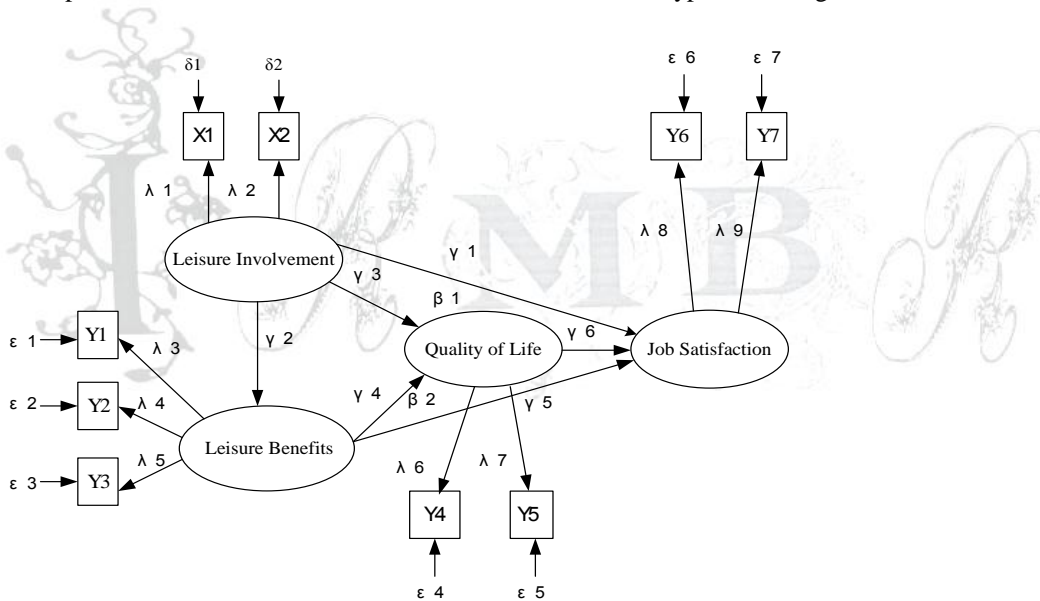 ε 6 ε 7
δ1 δ2
X1 X2 Y6 Y7
λ 1 λ 2
λ 8 λ 9
Leisure Involvement
γ 1
γ 3
β 1
γ 2
Y1
ε 1
λ 3
γ 6
Quality of Life
Job Satisfaction
γ 4
β 2
γ 5
Y2
ε 2
λ 4
Leisure Benefits
λ 5
Y3
ε 3
λ 6
λ 7
Y4 Y5
ε 4 ε 5
I J M B R